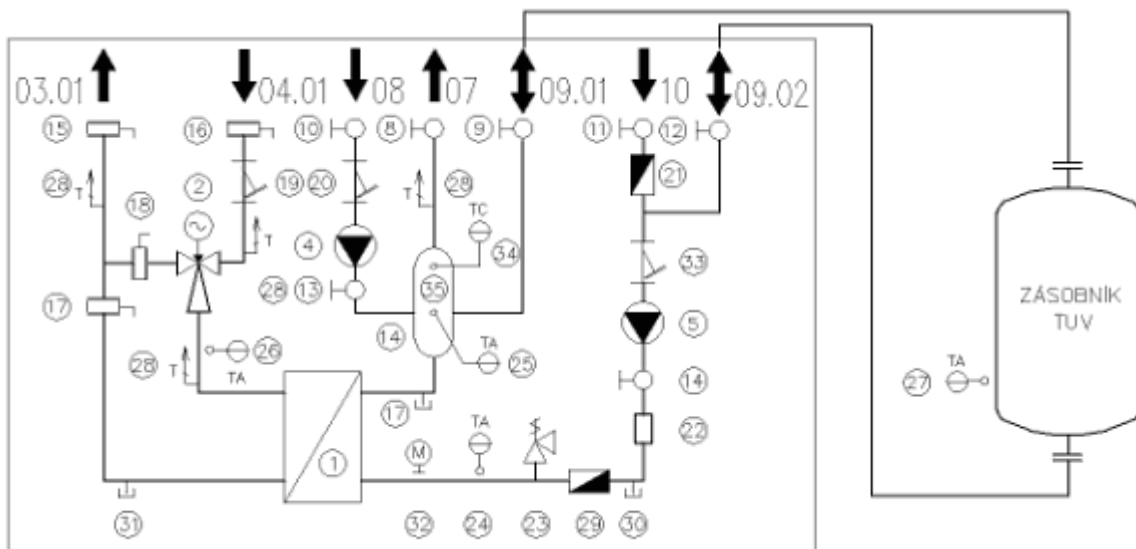 03.01 04.01 08 07 09.01 10 09.02
15 16 10 8 9 11 12
28 2 19 20 28 21
T T
18 TC
T 4 34 33
ZÁSOBNÍK
TUV
17 28 13 35 5
14 TA
28 T 26 25 14 TA
TA 27
17 TA 22
1 M
31 32 24 23 29 30